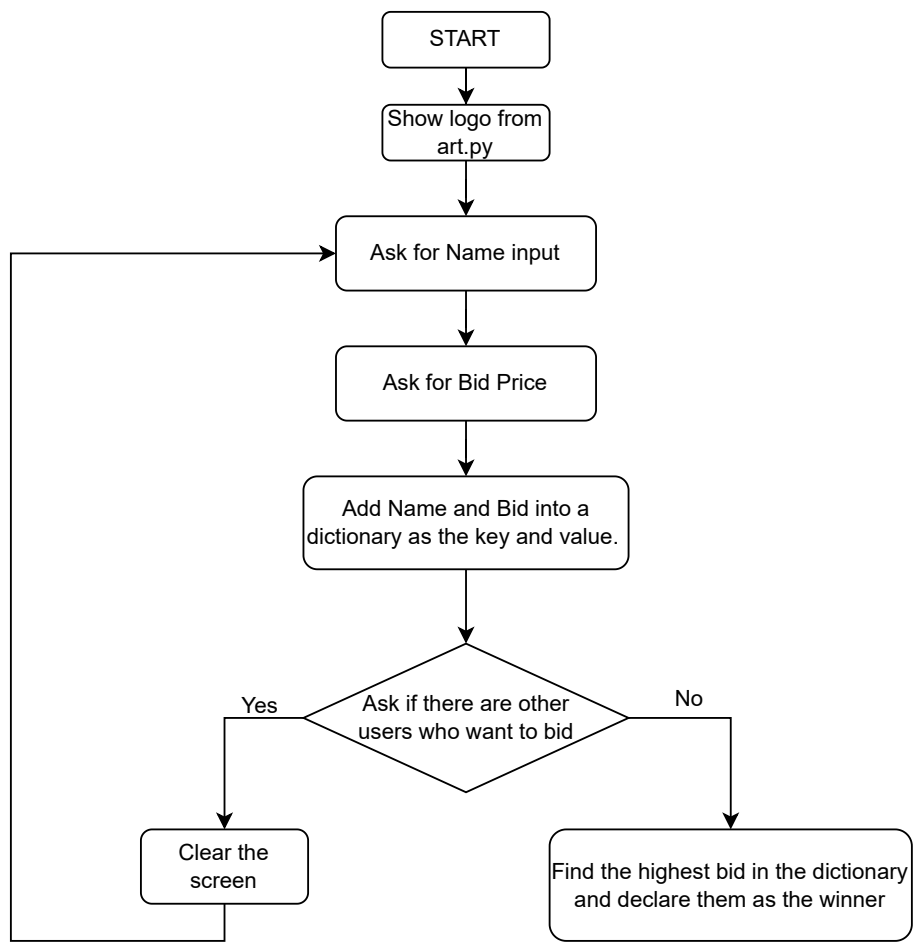 START
Show logo from
art.py
Ask for Name input
Ask for Bid Price
Add Name and Bid into a
dictionary as the key and value.
Ask if there are other
users who want to bid
Yes
No
Clear the
screen
Find the highest bid in the dictionary
and declare them as the winner